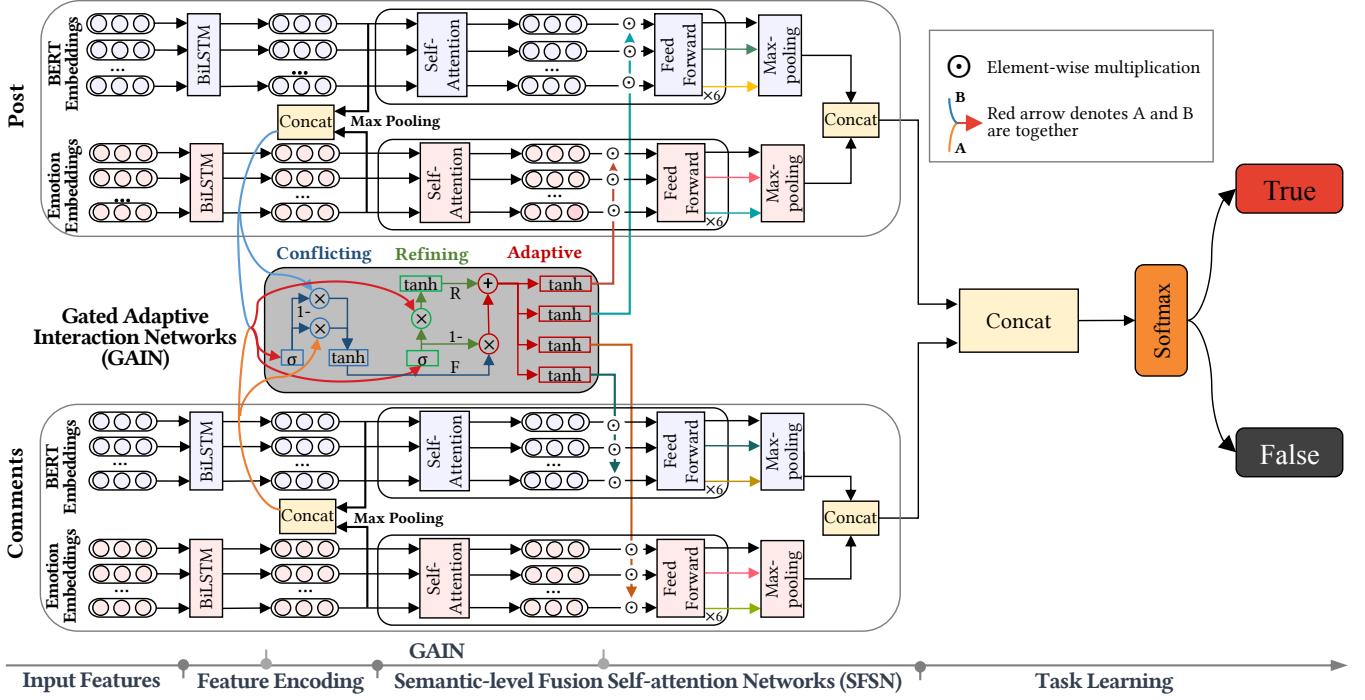 Post
BERT
Embeddings
...
BiLSTM
...
Self-
Attention
...
Feed
Forward
×6
Max-
pooling
Concat
Max Pooling
Concat
Emotion
Embeddings
...
BiLSTM
...
Self-
Attention
...
Feed
Forward
×6
Max-
pooling
Element-wise multiplication
B
A
Red arrow denotes A and B
are together
Gated Adaptive
Interaction Networks
(GAIN)
Conflicting
Refining
Adaptive
×
1-
×
σ
tanh
tanh
R
×
1-
σ
F
+
×
tanh
tanh
tanh
tanh
Comments
BERT
Embeddings
...
BiLSTM
...
Self-
Attention
...
Feed
Forward
×6
Max-
pooling
Concat
Max Pooling
Concat
Emotion
Embeddings
...
BiLSTM
...
Self-
Attention
...
Feed
Forward
×6
Max-
pooling
Concat
Softmax
True
False
GAIN
Input Features
Feature Encoding
Semantic-level Fusion Self-attention Networks (SFSN)
Task Learning